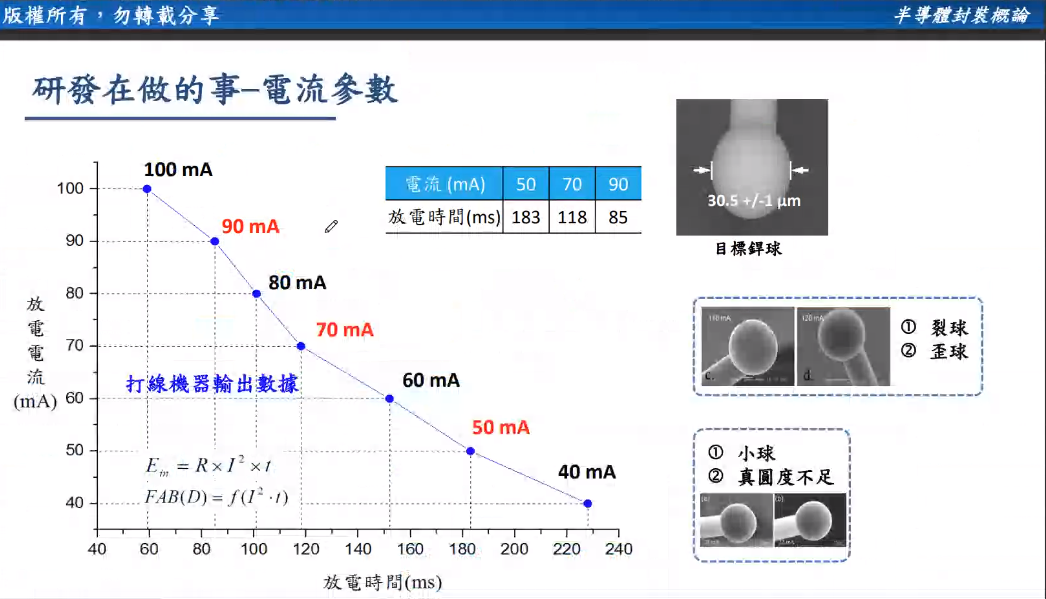 版權所有，勿轉載分享
半導體封裝概論
研發在做的事–電流參數
100 mA
90 mA
80 mA
70 mA
60 mA
50 mA
40 mA
放電電流
(mA)
100
90
80
70
60
50
40
打線機器輸出數據
E_in = R × I² × t
FAB(D) = f(I² · t)
40 60 80 100 120 140 160 180 200 220 240
放電時間(ms)
電流 (mA) 50 70 90
放電時間(ms) 183 118 85
30.5 +/-1 μm
目標銲球
120 mA
c.
d.
① 裂球
② 歪球
① 小球
② 真圓度不足